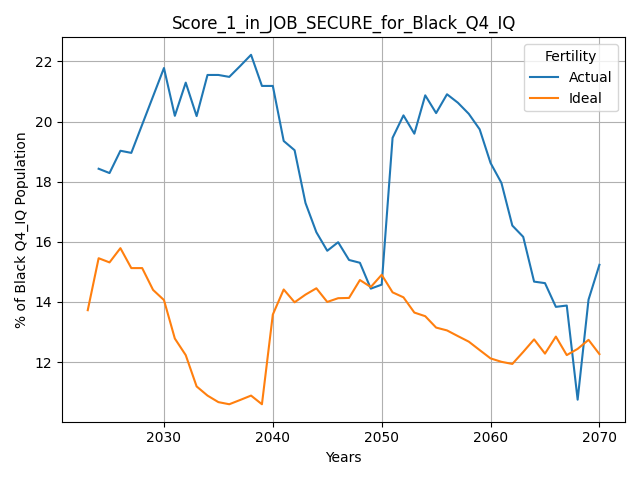 Score_1_in_JOB_SECURE_for_Black_Q4_IQ
Fertility
Actual
Ideal
% of Black Q4_IQ Population
22
20
18
16
14
12
2030 2040 2050 2060 2070
Years